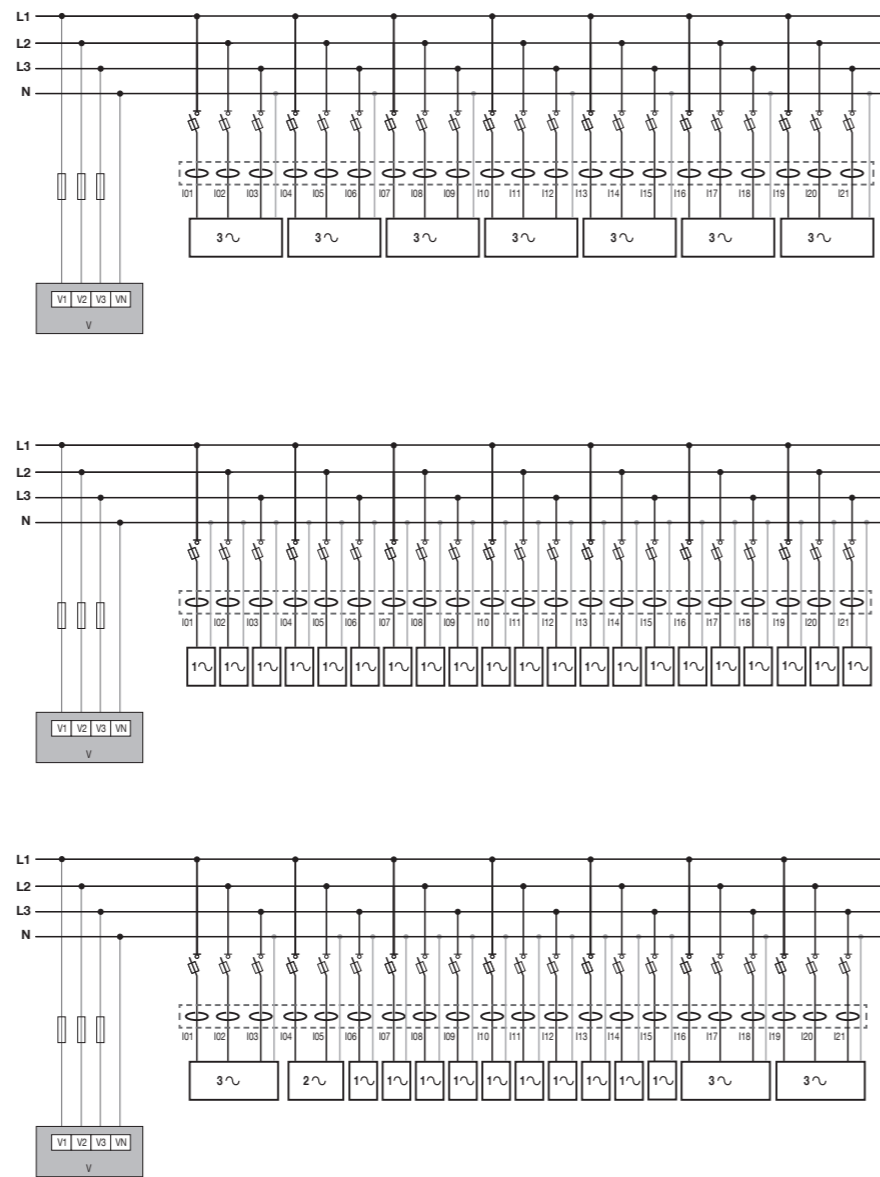 L1
L2
L3
N
I01 I02 I03 I04 I05 I06 I07 I08 I09 I10 I11 I12 I13 I14 I15 I16 I17 I18 I19 I20 I21
3 3 3 3 3 3 3
V1 V2 V3 VN
V
L1
L2
L3
N
I01 I02 I03 I04 I05 I06 I07 I08 I09 I10 I11 I12 I13 I14 I15 I16 I17 I18 I19 I20 I21
1 1 1 1 1 1 1 1 1 1 1 1 1 1 1 1 1 1 1 1 1
V1 V2 V3 VN
V
L1
L2
L3
N
I01 I02 I03 I04 I05 I06 I07 I08 I09 I10 I11 I12 I13 I14 I15 I16 I17 I18 I19 I20 I21
3 2 1 1 1 1 1 1 1 1 1 1 3 3
V1 V2 V3 VN
V